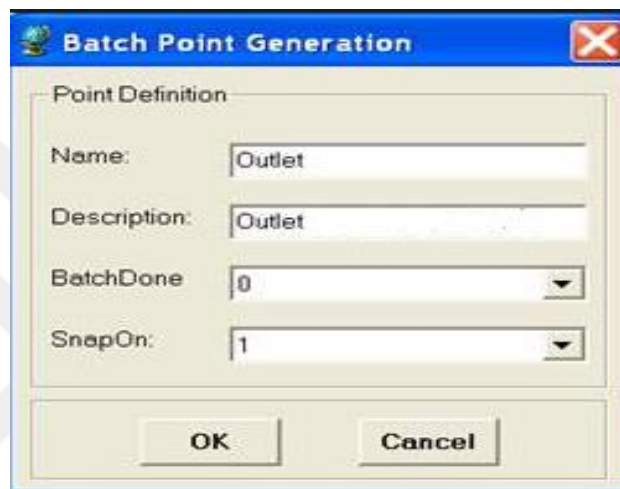 Batch Point Generation
Point Definition
Name: Outlet
Description: Outlet
BatchDone 0
SnapOn: 1
OK Cancel